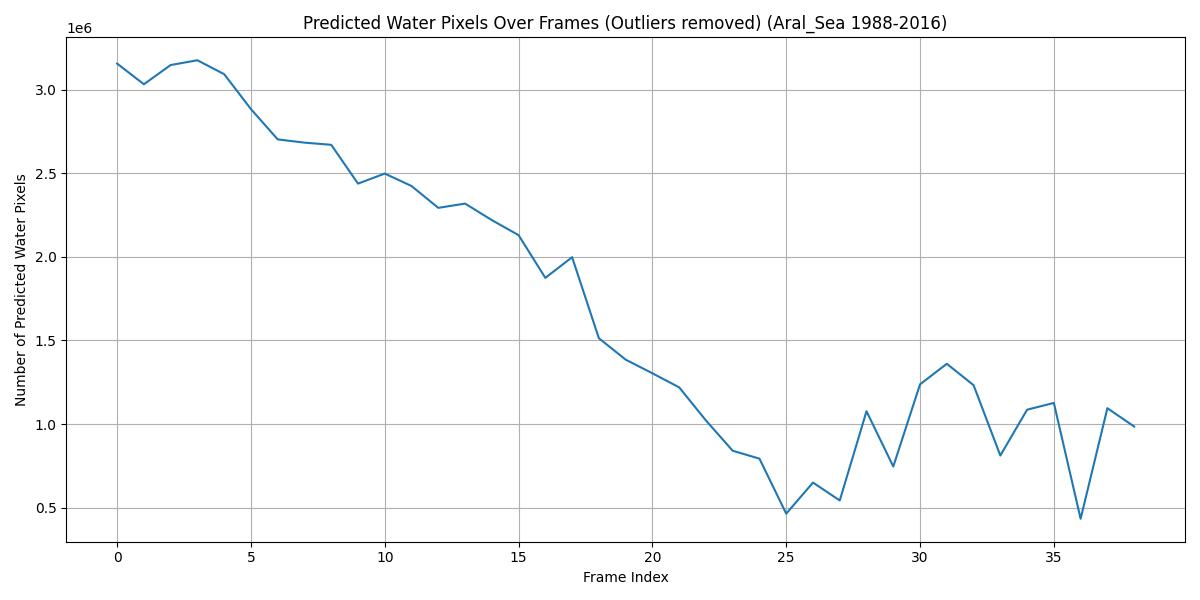 Predicted Water Pixels Over Frames (Outliers removed) (Aral_Sea 1988-2016)
1e6
3.0
2.5
2.0
1.5
1.0
0.5
Number of Predicted Water Pixels
0 5 10 15 20 25 30 35
Frame Index